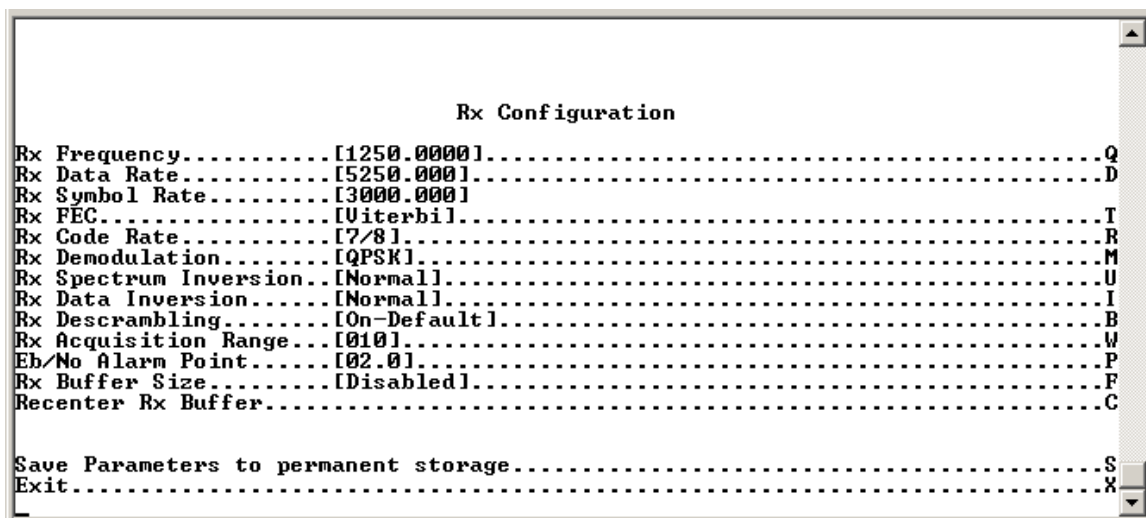 Rx Configuration
Rx Frequency...........[1250.0000]..............................................Q
Rx Data Rate...........[5250.000]...............................................D
Rx Symbol Rate.........[3000.000]
Rx FEC.................[Viterbi]................................................T
Rx Code Rate...........[7/8]....................................................R
Rx Demodulation........[QPSK]...................................................M
Rx Spectrum Inversion..[Normal].................................................U
Rx Data Inversion......[Normal].................................................I
Rx Descrambling........[On-Default].............................................B
Rx Acquisition Range...[010]....................................................W
Eb/No Alarm Point......[02.0]...................................................P
Rx Buffer Size.........[Disabled]...............................................F
Recenter Rx Buffer..............................................................C
Save Parameters to permanent storage............................................S
Exit............................................................................X